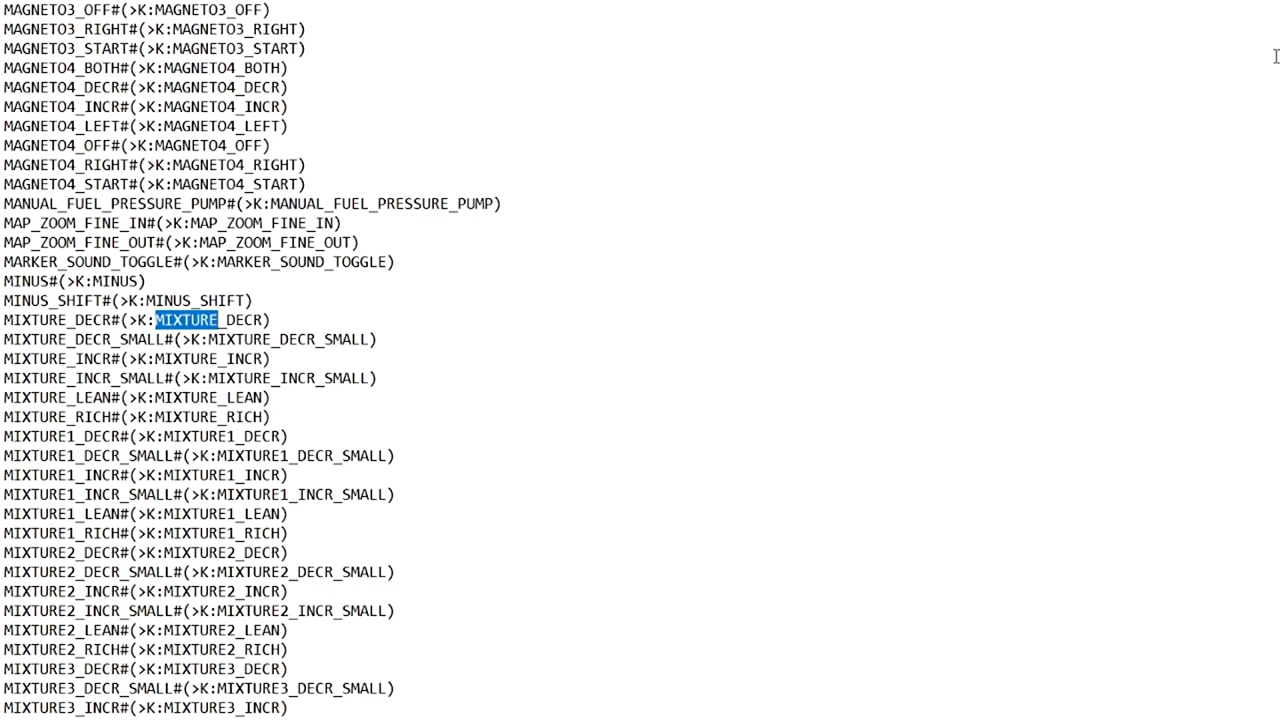 MAGNETO3_OFF#(>K:MAGNETO3_OFF)
MAGNETO3_RIGHT#(>K:MAGNETO3_RIGHT)
MAGNETO3_START#(>K:MAGNETO3_START)
MAGNETO4_BOTH#(>K:MAGNETO4_BOTH)
MAGNETO4_DECR#(>K:MAGNETO4_DECR)
MAGNETO4_INCR#(>K:MAGNETO4_INCR)
MAGNETO4_LEFT#(>K:MAGNETO4_LEFT)
MAGNETO4_OFF#(>K:MAGNETO4_OFF)
MAGNETO4_RIGHT#(>K:MAGNETO4_RIGHT)
MAGNETO4_START#(>K:MAGNETO4_START)
MANUAL_FUEL_PRESSURE_PUMP#(>K:MANUAL_FUEL_PRESSURE_PUMP)
MAP_ZOOM_FINE_IN#(>K:MAP_ZOOM_FINE_IN)
MAP_ZOOM_FINE_OUT#(>K:MAP_ZOOM_FINE_OUT)
MARKER_SOUND_TOGGLE#(>K:MARKER_SOUND_TOGGLE)
MINUS#(>K:MINUS)
MINUS_SHIFT#(>K:MINUS_SHIFT)
MIXTURE_DECR#(>K:MIXTURE_DECR)
MIXTURE_DECR_SMALL#(>K:MIXTURE_DECR_SMALL)
MIXTURE_INCR#(>K:MIXTURE_INCR)
MIXTURE_INCR_SMALL#(>K:MIXTURE_INCR_SMALL)
MIXTURE_LEAN#(>K:MIXTURE_LEAN)
MIXTURE_RICH#(>K:MIXTURE_RICH)
MIXTURE1_DECR#(>K:MIXTURE1_DECR)
MIXTURE1_DECR_SMALL#(>K:MIXTURE1_DECR_SMALL)
MIXTURE1_INCR#(>K:MIXTURE1_INCR)
MIXTURE1_INCR_SMALL#(>K:MIXTURE1_INCR_SMALL)
MIXTURE1_LEAN#(>K:MIXTURE1_LEAN)
MIXTURE1_RICH#(>K:MIXTURE1_RICH)
MIXTURE2_DECR#(>K:MIXTURE2_DECR)
MIXTURE2_DECR_SMALL#(>K:MIXTURE2_DECR_SMALL)
MIXTURE2_INCR#(>K:MIXTURE2_INCR)
MIXTURE2_INCR_SMALL#(>K:MIXTURE2_INCR_SMALL)
MIXTURE2_LEAN#(>K:MIXTURE2_LEAN)
MIXTURE2_RICH#(>K:MIXTURE2_RICH)
MIXTURE3_DECR#(>K:MIXTURE3_DECR)
MIXTURE3_DECR_SMALL#(>K:MIXTURE3_DECR_SMALL)
MIXTURE3_INCR#(>K:MIXTURE3_INCR)